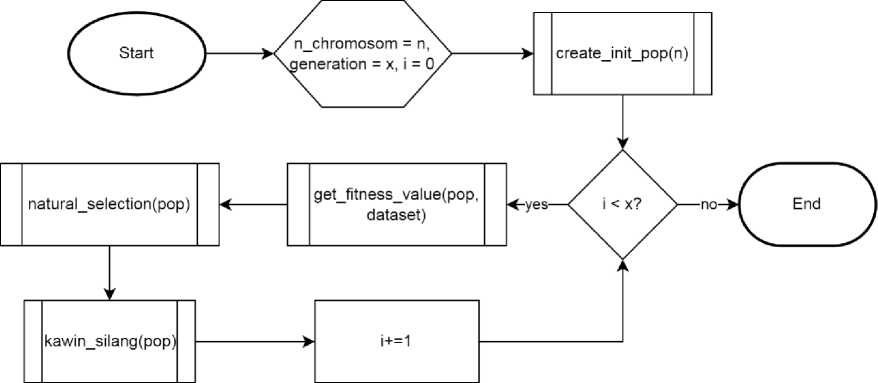 Start
n_chromosom = n,
generation = x, i = 0
create_init_pop(n)
i < x?
yes
no
End
get_fitness_value(pop,
dataset)
natural_selection(pop)
kawin_silang(pop)
i+=1